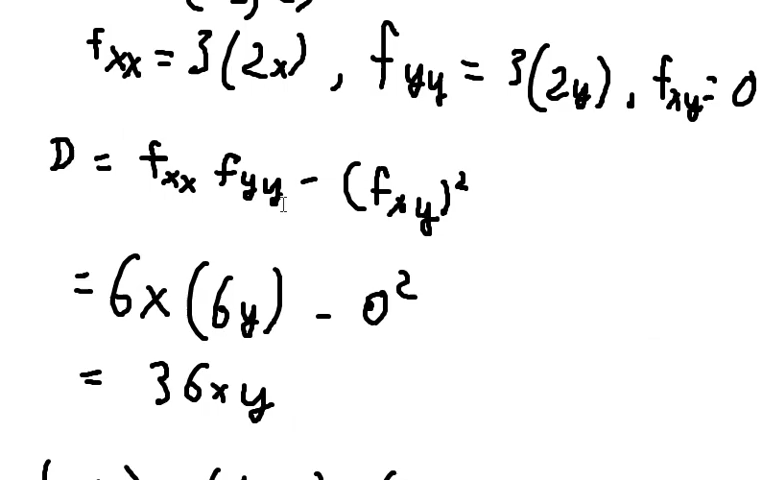 fxx = 3(2x), fyy = 3(2y), fxy = 0
D = fxx fyy - (fxy)²
= 6x(6y) - 0²
= 36xy